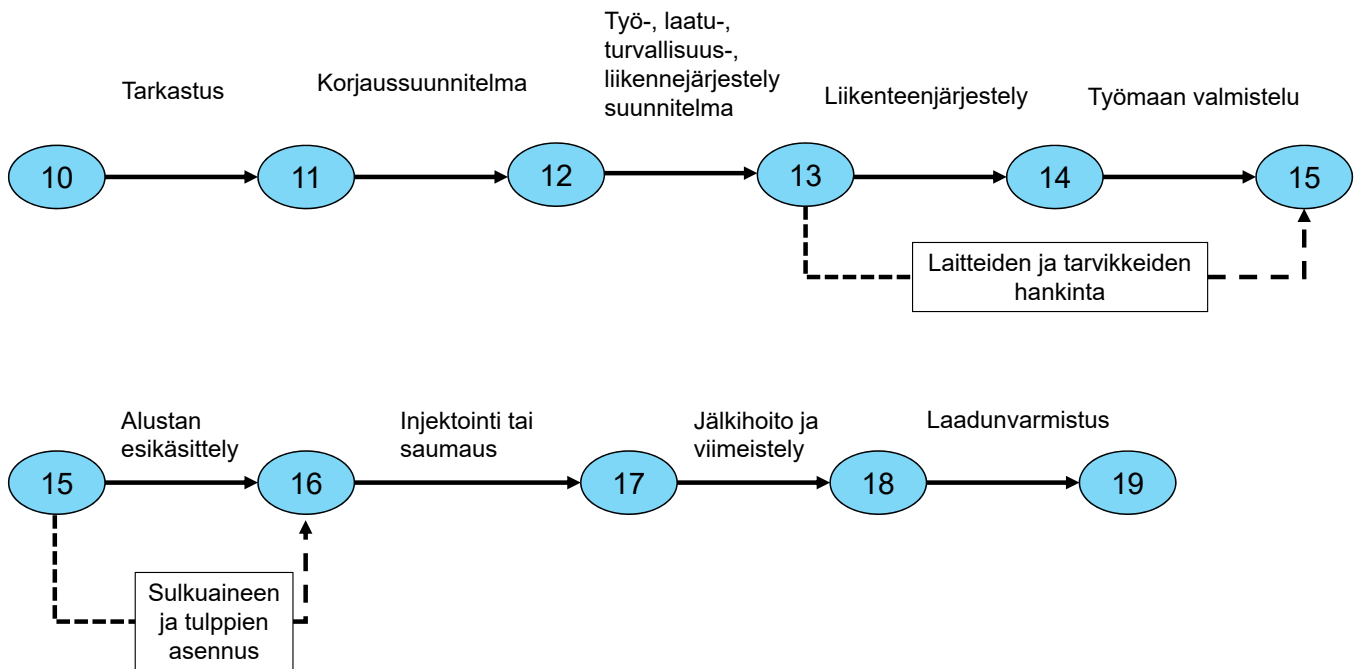 Tarkastus
Korjaussuunnitelma
Työ-, laatu-,
turvallisuus-,
liikennejärjestely
suunnitelma
Liikenteenjärjestely
Työmaan valmistelu
10
11
12
13
14
15
Laitteiden ja tarvikkeiden
hankinta
Alustan
esikäsittely
Injektointi tai
saumaus
Jälkihoito ja
viimeistely
Laadunvarmistus
15
16
17
18
19
Sulkuaineen
ja tulppien
asennus